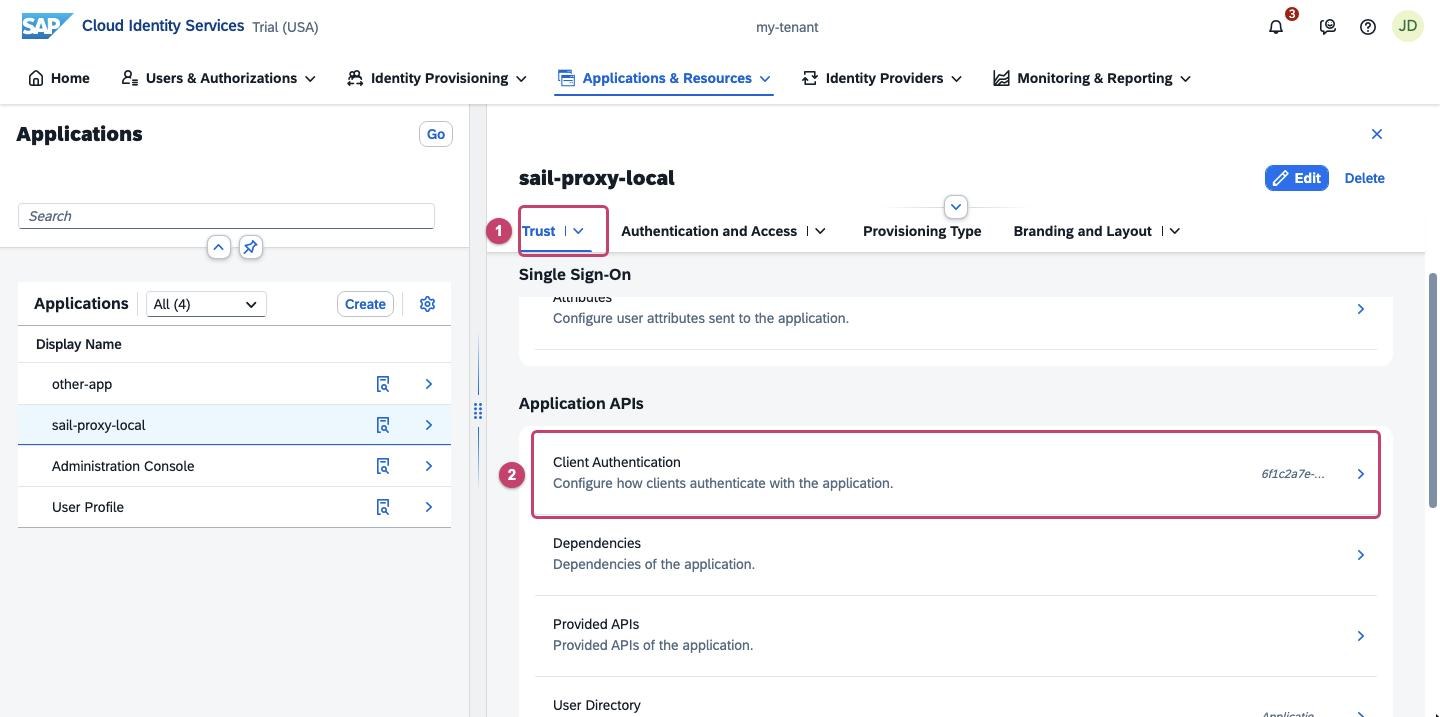 SAP Cloud Identity Services Trial (USA) my-tenant 3 JD
Home Users & Authorizations Identity Provisioning Applications & Resources Identity Providers Monitoring & Reporting
Applications Go
Search
Applications All (4) Create
Display Name
other-app
sail-proxy-local
Administration Console
User Profile
sail-proxy-local Edit Delete
1 Trust Authentication and Access Provisioning Type Branding and Layout
Single Sign-On
Attributes
Configure user attributes sent to the application.
Application APIs
2
Client Authentication
Configure how clients authenticate with the application. 6f1c2a7e-...
Dependencies
Dependencies of the application.
Provided APIs
Provided APIs of the application.
User Directory
Applicatio...